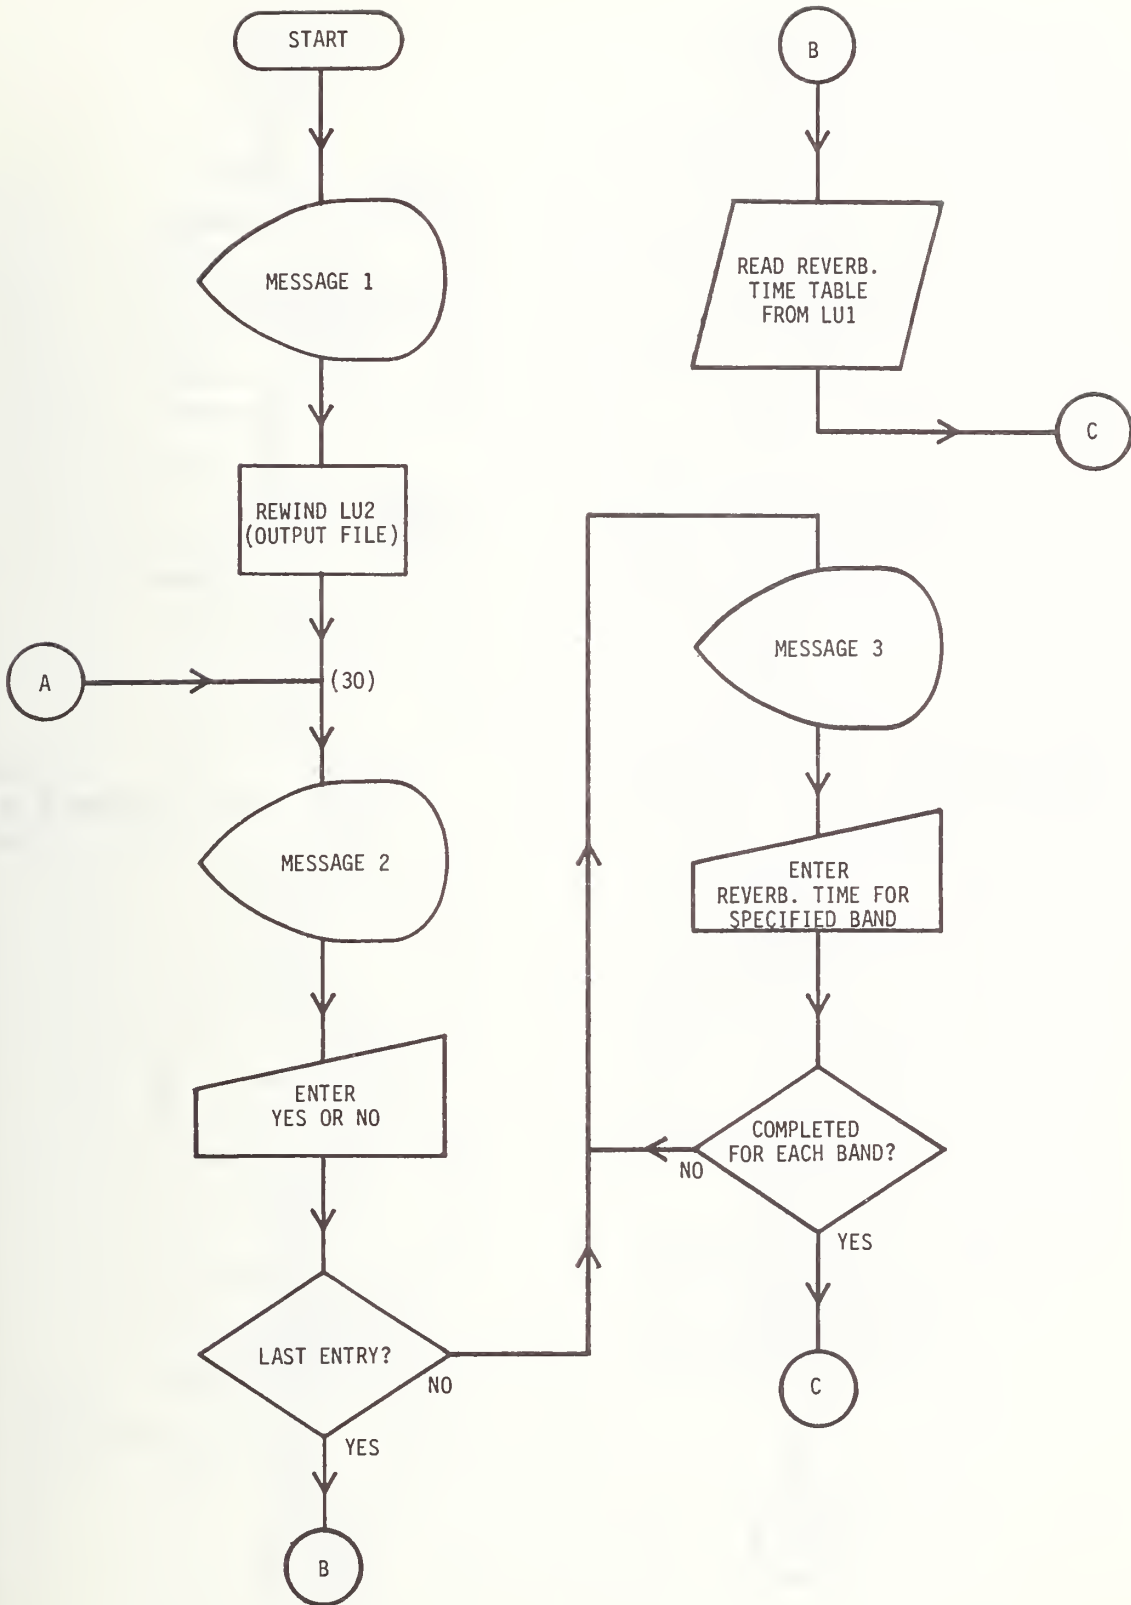 START
MESSAGE 1
REWIND LU2
(OUTPUT FILE)
A
(30)
MESSAGE 2
ENTER
YES OR NO
LAST ENTRY?
NO
YES
B
B
READ REVERB.
TIME TABLE
FROM LU1
C
MESSAGE 3
ENTER
REVERB. TIME FOR
SPECIFIED BAND
COMPLETED
FOR EACH BAND?
NO
YES
C